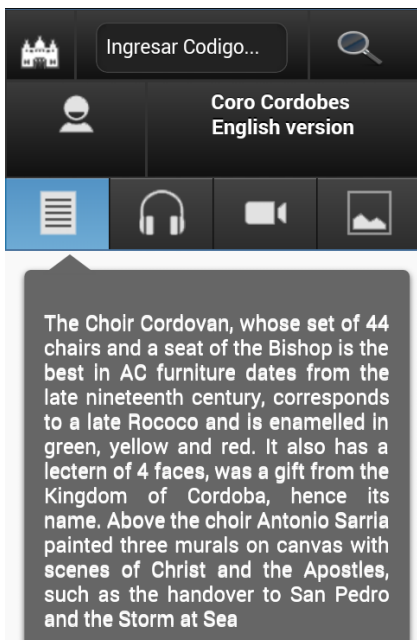 Ingresar Codigo...
Coro Cordobes
English version
The Choir Cordovan, whose set of 44
chairs and a seat of the Bishop is the
best in AC furniture dates from the
late nineteenth century, corresponds
to a late Rococo and is enamelled in
green, yellow and red. It also has a
lectern of 4 faces, was a gift from the
Kingdom of Cordoba, hence its
name. Above the choir Antonio Sarria
painted three murals on canvas with
scenes of Christ and the Apostles,
such as the handover to San Pedro
and the Storm at Sea